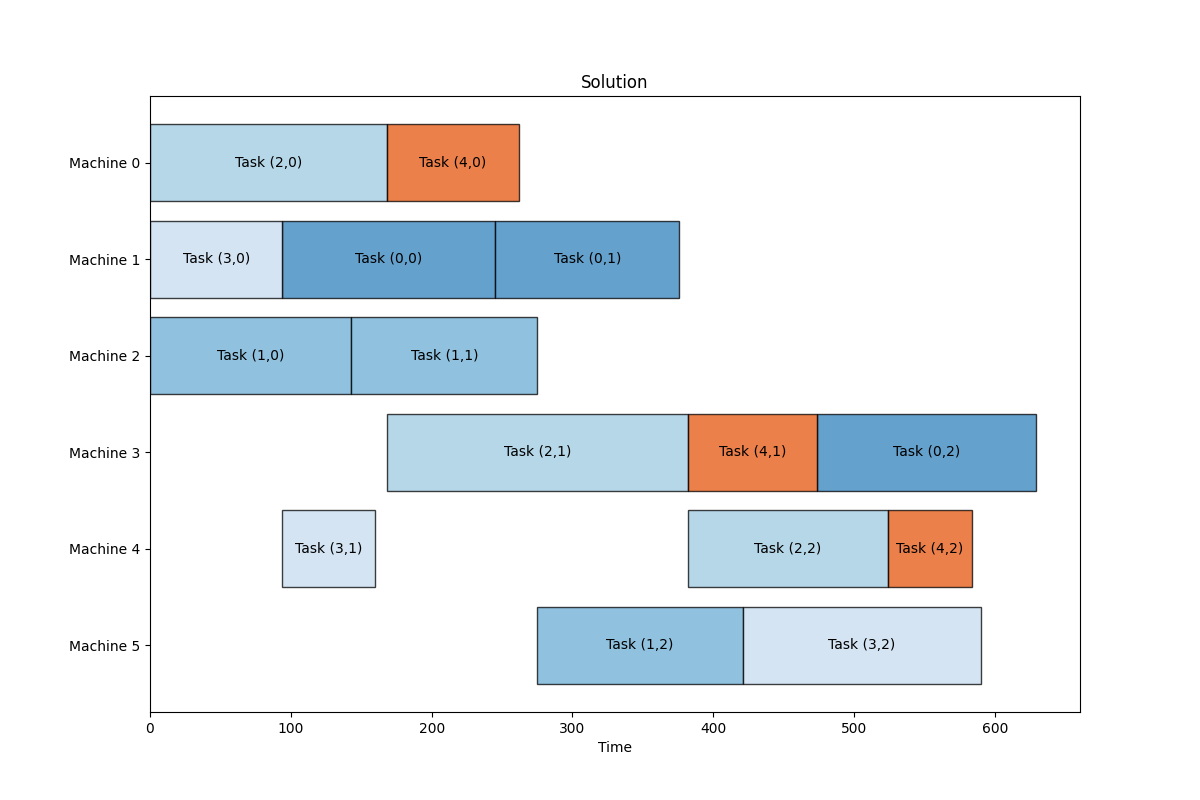 Solution
Machine 0
Task (2,0)
Task (4,0)
Machine 1
Task (3,0)
Task (0,0)
Task (0,1)
Machine 2
Task (1,0)
Task (1,1)
Machine 3
Task (2,1)
Task (4,1)
Task (0,2)
Machine 4
Task (3,1)
Task (2,2)
Task (4,2)
Machine 5
Task (1,2)
Task (3,2)
0 100 200 300 400 500 600
Time